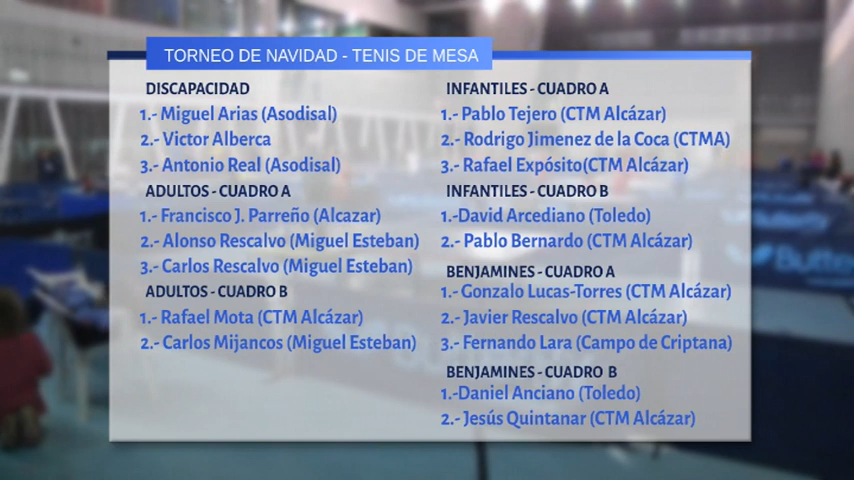 TORNEO DE NAVIDAD - TENIS DE MESA
DISCAPACIDAD
1.- Miguel Arias (Asodisal)
2.- Victor Alberca
3.- Antonio Real (Asodisal)
ADULTOS - CUADRO A
1.- Francisco J. Parreño (Alcazar)
2.- Alonso Rescalvo (Miguel Esteban)
3.- Carlos Rescalvo (Miguel Esteban)
ADULTOS - CUADRO B
1.- Rafael Mota (CTM Alcázar)
2.- Carlos Mijancos (Miguel Esteban)
INFANTILES - CUADRO A
1.- Pablo Tejero (CTM Alcázar)
2.- Rodrigo Jimenez de la Coca (CTMA)
3.- Rafael Expósito(CTM Alcázar)
INFANTILES - CUADRO B
1.-David Arcediano (Toledo)
2.- Pablo Bernardo (CTM Alcázar)
BENJAMINES - CUADRO A
1.- Gonzalo Lucas-Torres (CTM Alcázar)
2.- Javier Rescalvo (CTM Alcázar)
3.- Fernando Lara (Campo de Criptana)
BENJAMINES - CUADRO B
1.-Daniel Anciano (Toledo)
2.- Jesús Quintanar (CTM Alcázar)